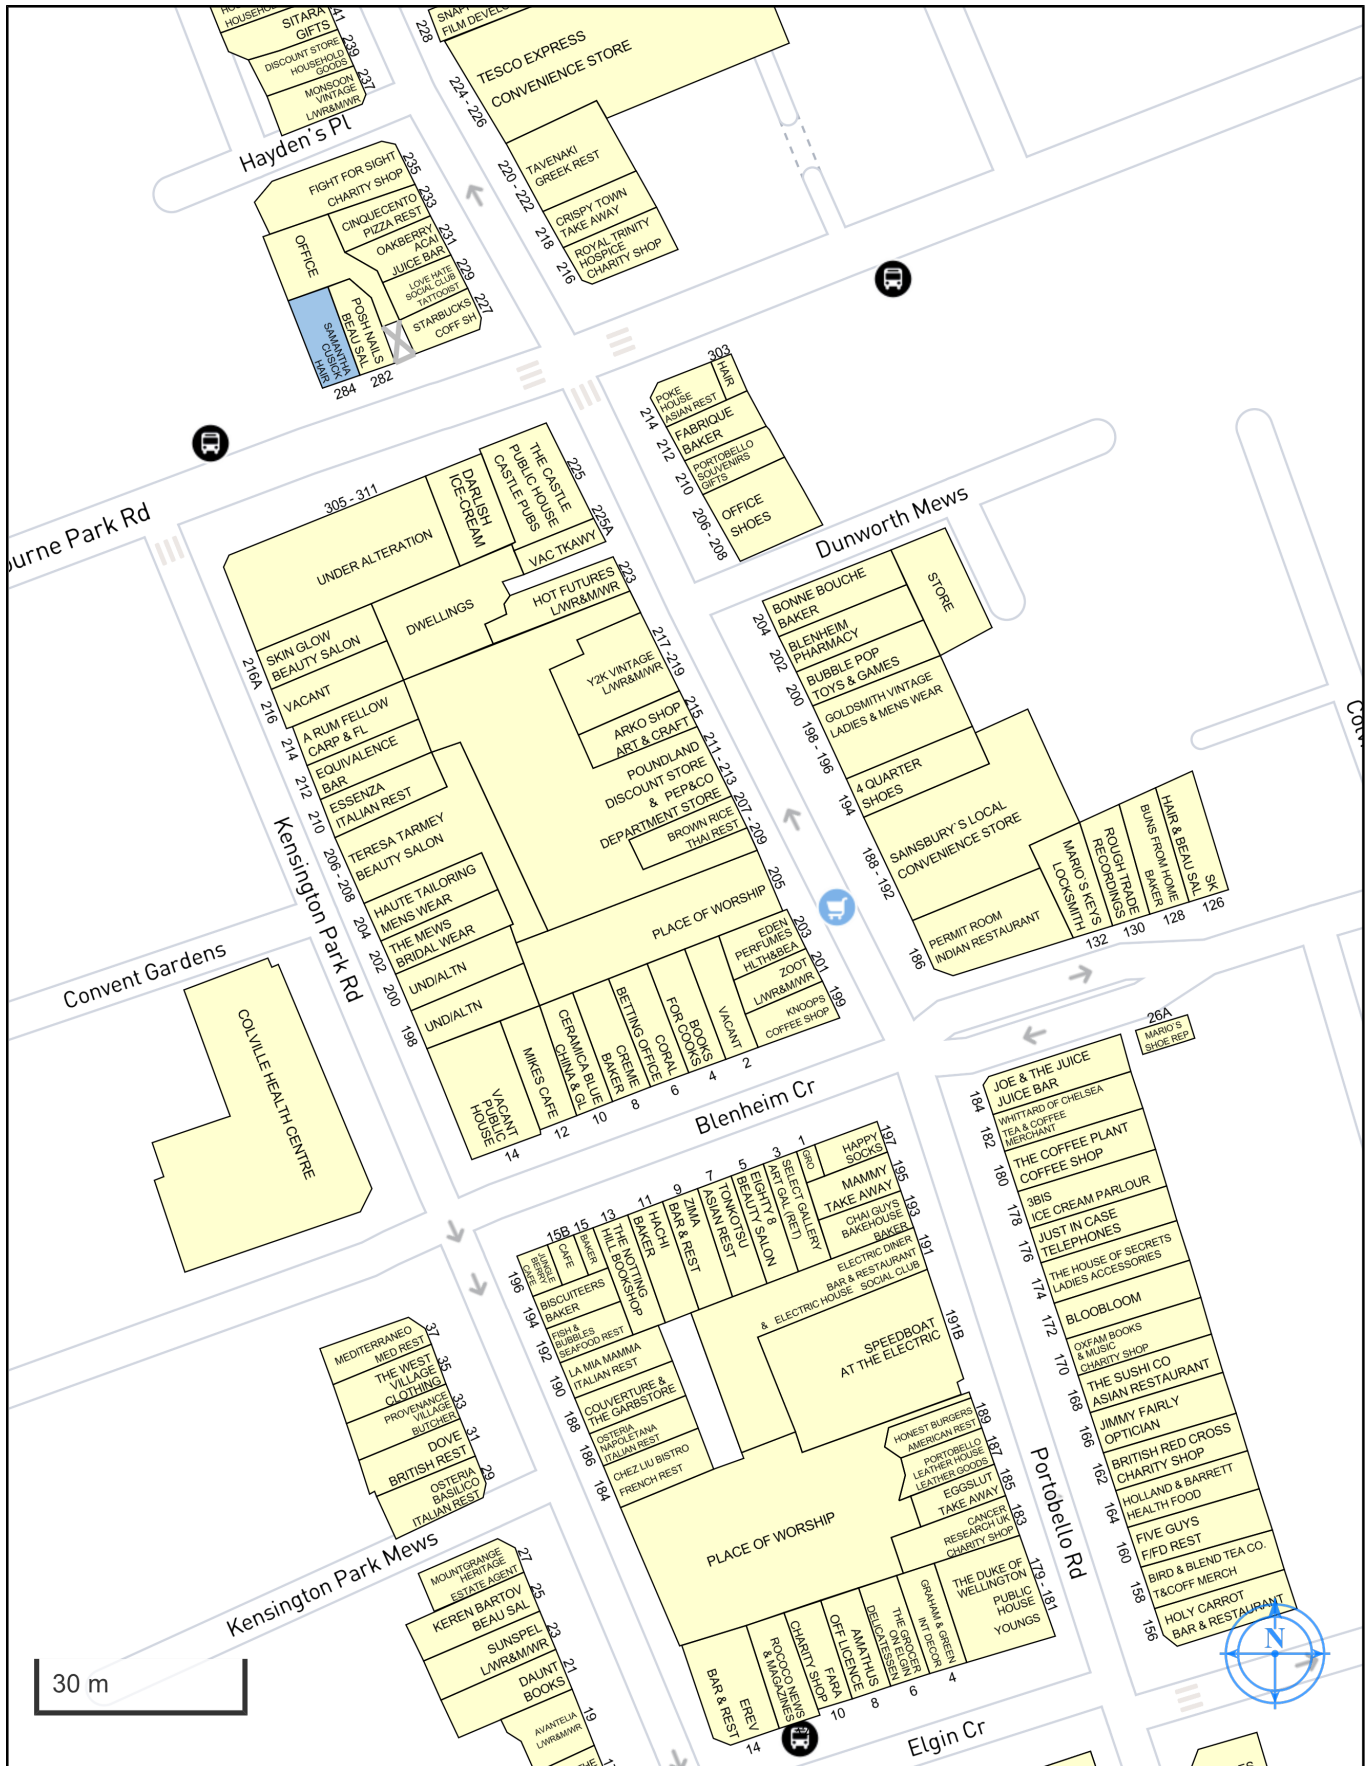 SITARA
GIFTS
41
DISCOUNT STORE
HOUSEHOLD
GOODS
239
MONSOON
VINTAGE
L/WR&M/WR
237
Hayden's Pl
228
FILM DEVELO
TESCO EXPRESS
CONVENIENCE STORE
224 - 226
TAVENAKI
GREEK REST
220 - 222
CRISPY TOWN
TAKE AWAY
218
ROYAL TRINITY
HOSPICE
CHARITY SHOP
216
FIGHT FOR SIGHT
CHARITY SHOP
235
CINQUECENTO
PIZZA REST
233
OAKBERRY
ACAI
JUICE BAR
231
LOVE HATE
SOCIAL CLUB
TATTOOIST
229
STARBUCKS
COFF SH
227
OFFICE
POSH NAILS
BEAU SAL
282
SAMANTHA
CUSICK
HAIR
284
303
HAIR
POKE
HOUSE
ASIAN REST
214
FABRIQUE
BAKER
212
PORTOBELLO
SOUVENIRS
GIFTS
210
OFFICE
SHOES
206 - 208
Dunworth Mews
ourne Park Rd
305 - 311
UNDER ALTERATION
DARLISH
ICE-CREAM
THE CASTLE
PUBLIC HOUSE
CASTLE PUBS
225
VAC TKAWY
225A
HOT FUTURES
L/WR&M/WR
223
DWELLINGS
SKIN GLOW
BEAUTY SALON
216A
VACANT
216
A RUM FELLOW
CARP & FL
214
EQUIVALENCE
BAR
212
ESSENZA
ITALIAN REST
210
TERESA TARMEY
BEAUTY SALON
206 - 208
HAUTE TAILORING
MENS WEAR
204
THE MEWS
BRIDAL WEAR
202
UND/ALTN
200
UND/ALTN
198
Y2K VINTAGE
L/WR&M/WR
217 -219
ARKO SHOP
ART & CRAFT
215
POUNDLAND
DISCOUNT STORE
& PEP&CO
DEPARTMENT STORE
211 - 213
BROWN RICE
THAI REST
207 - 209
PLACE OF WORSHIP
205
EDEN
PERFUMES
HLTH&BEA
203
ZOOT
L/WR&M/WR
201
KNOOPS
COFFEE SHOP
199
VACANT
PUBLIC
HOUSE
14
MIKES CAFE
12
CERAMICA BLUE
CHINA & GL
10
CREME
BAKER
8
CORAL
BETTING OFFICE
6
BOOKS
FOR COOKS
4
VACANT
2
Kensington Park Rd
Convent Gardens
COLVILLE HEALTH CENTRE
Blenheim Cr
BONNE BOUCHE
BAKER
204
STORE
BLENHEIM
PHARMACY
202
BUBBLE POP
TOYS & GAMES
200
GOLDSMITH VINTAGE
LADIES & MENS WEAR
198 - 196
4 QUARTER
SHOES
194
SAINSBURY`S LOCAL
CONVENIENCE STORE
188 - 192
PERMIT ROOM
INDIAN RESTAURANT
186
MARIO`S KEYS
LOCKSMITH
132
ROUGH TRADE
RECORDINGS
130
BUNS FROM HOME
BAKER
128
SK
HAIR & BEAU SAL
126
Colv
26A
MARIO`S
SHOE REP
JOE & THE JUICE
JUICE BAR
184
WHITTARD OF CHELSEA
TEA & COFFEE
MERCHANT
182
THE COFFEE PLANT
COFFEE SHOP
180
3BIS
ICE CREAM PARLOUR
178
JUST IN CASE
TELEPHONES
176
THE HOUSE OF SECRETS
LADIES ACCESSORIES
174
BLOOBLOOM
172
OXFAM BOOKS
& MUSIC
CHARITY SHOP
170
THE SUSHI CO
ASIAN RESTAURANT
168
JIMMY FAIRLY
OPTICIAN
166
BRITISH RED CROSS
CHARITY SHOP
162
HOLLAND & BARRETT
HEALTH FOOD
164
FIVE GUYS
F/FD REST
160
BIRD & BLEND TEA CO.
T&COFF MERCH
158
HOLY CARROT
BAR & RESTAURANT
156
N
Portobello Rd
HAPPY
SOCKS
197
MAMMY
TAKE AWAY
195
CHAI GUYS
BAKEHOUSE
BAKER
193
ELECTRIC DINER
BAR & RESTAURANT
& ELECTRIC HOUSE SOCIAL CLUB
191
SPEEDBOAT
AT THE ELECTRIC
191B
HONEST BURGERS
AMERICAN REST
189
PORTOBELLO
LEATHER HOUSE
LEATHER GOODS
187
EGGSLUT
TAKE AWAY
185
CANCER
RESEARCH UK
CHARITY SHOP
183
THE DUKE OF
WELLINGTON
PUBLIC
HOUSE
YOUNGS
179 - 181
1
GRO
3
SELECT GALLERY
ART GAL (RET)
5
EIGHTY 8
BEAUTY SALON
7
TONKOTSU
ASIAN REST
9
ZIMA
BAR & REST
11
HACHI
BAKER
13
THE NOTTING
HILL BOOKSHOP
15
BAKER
15B
CAFE
JUNGLE
BERRY
CAFE
196
BISCUITEERS
BAKER
194
FISH &
BUBBLES
SEAFOOD REST
192
LA MIA MAMMA
ITALIAN REST
190
COUVERTURE &
THE GARBSTORE
188
OSTERIA
NAPOLETANA
ITALIAN REST
186
CHEZ LIU BISTRO
FRENCH REST
184
PLACE OF WORSHIP
EREV
BAR & REST
14
ROCOCO NEWS
& MAGAZINES
FARA
CHARITY SHOP
10
AMATHUS
OFF LICENCE
8
THE GROCER
ON ELGIN
DELICATESSEN
6
GRAHAM & GREEN
INT DECOR
4
Elgin Cr
MEDITERRANEO
MED REST
37
THE WEST
VILLAGE
CLOTHING
35
PROVENANCE
VILLAGE
BUTCHER
33
DOVE
BRITISH REST
31
OSTERIA
BASILICO
ITALIAN REST
29
Kensington Park Mews
MOUNTGRANGE
HERITAGE
ESTATE AGENT
27
KEREN BARTOV
BEAU SAL
25
SUNSPEL
L/WR&M/WR
23
DAUNT
BOOKS
21
AVANTELIA
L/WR&M/WR
19
30 m